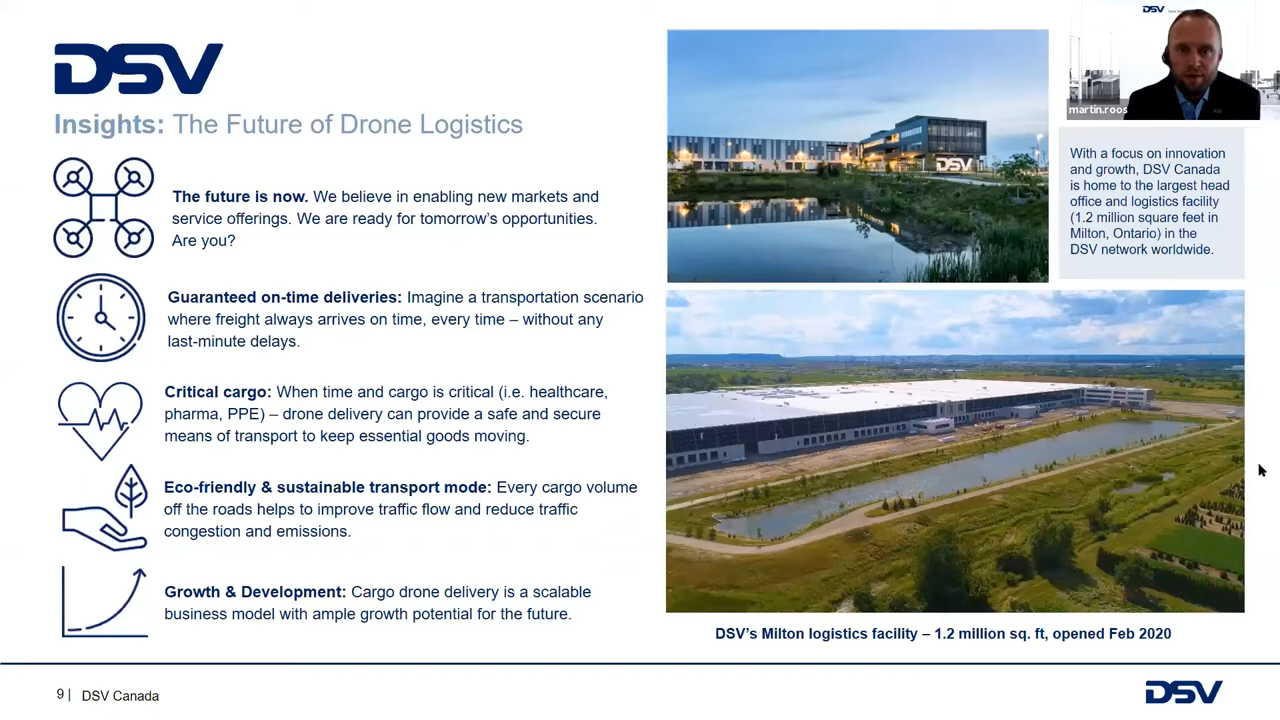 DSV
Insights: The Future of Drone Logistics
The future is now. We believe in enabling new markets and
service offerings. We are ready for tomorrow's opportunities.
Are you?
Guaranteed on-time deliveries: Imagine a transportation scenario
where freight always arrives on time, every time – without any
last-minute delays.
Critical cargo: When time and cargo is critical (i.e. healthcare,
pharma, PPE) – drone delivery can provide a safe and secure
means of transport to keep essential goods moving.
Eco-friendly & sustainable transport mode: Every cargo volume
off the roads helps to improve traffic flow and reduce traffic
congestion and emissions.
Growth & Development: Cargo drone delivery is a scalable
business model with ample growth potential for the future.
DSV
DSV
martin.roos
With a focus on innovation
and growth, DSV Canada
is home to the largest head
office and logistics facility
(1.2 million square feet in
Milton, Ontario) in the
DSV network worldwide.
DSV's Milton logistics facility – 1.2 million sq. ft, opened Feb 2020
9 | DSV Canada
DSV